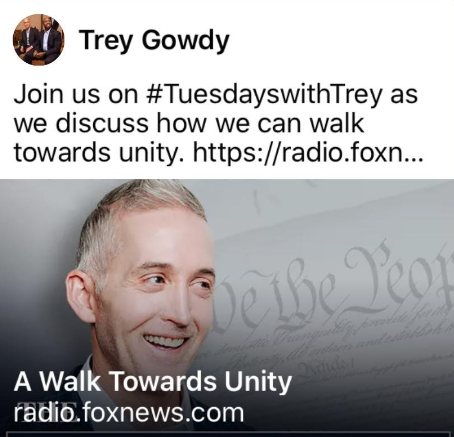 Trey Gowdy
Join us on #TuesdayswithTrey as
we discuss how we can walk
towards unity. https://radio.foxn...
We the Peop
A Walk Towards Unity
radio.foxnews.com